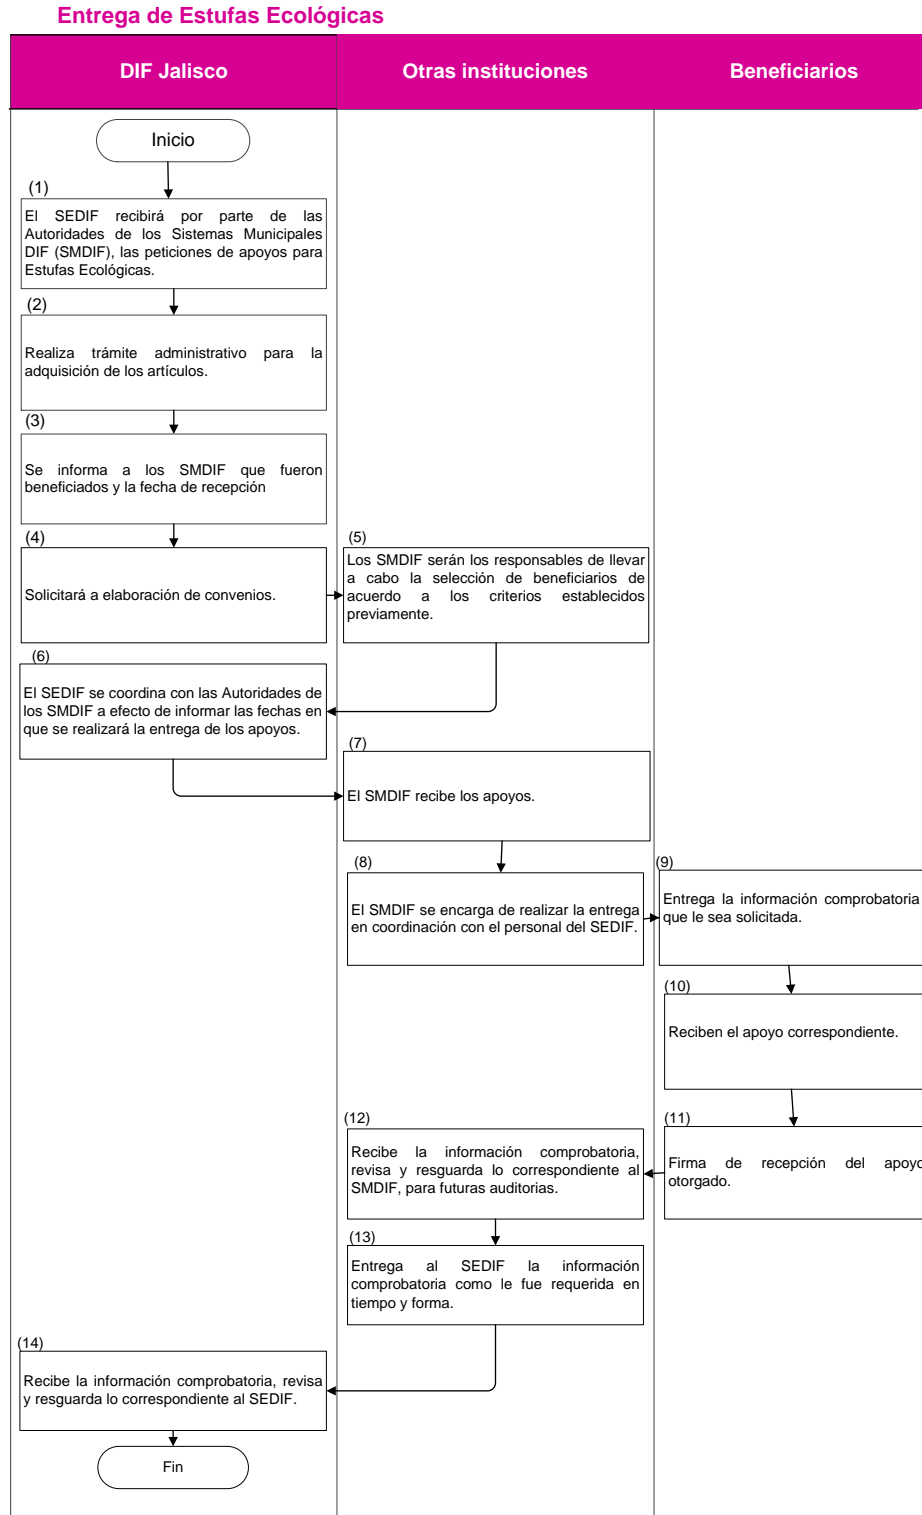 Entrega de Estufas Ecológicas
DIF Jalisco
Otras instituciones
Beneficiarios
Inicio
(1)
El SEDIF recibirá por parte de las
Autoridades de los Sistemas Municipales
DIF (SMDIF), las peticiones de apoyos para
Estufas Ecológicas.
(2)
Realiza trámite administrativo para la
adquisición de los artículos.
(3)
Se informa a los SMDIF que fueron
beneficiados y la fecha de recepción
(4)
Solicitará a elaboración de convenios.
(5)
Los SMDIF serán los responsables de llevar
a cabo la selección de beneficiarios de
acuerdo a los criterios establecidos
previamente.
(6)
El SEDIF se coordina con las Autoridades de
los SMDIF a efecto de informar las fechas en
que se realizará la entrega de los apoyos.
(7)
El SMDIF recibe los apoyos.
(8)
El SMDIF se encarga de realizar la entrega
en coordinación con el personal del SEDIF.
(9)
Entrega la información comprobatoria
que le sea solicitada.
(10)
Reciben el apoyo correspondiente.
(11)
Firma de recepción del apoyo
otorgado.
(12)
Recibe la información comprobatoria,
revisa y resguarda lo correspondiente al
SMDIF, para futuras auditorias.
(13)
Entrega al SEDIF la información
comprobatoria como le fue requerida en
tiempo y forma.
(14)
Recibe la información comprobatoria, revisa
y resguarda lo correspondiente al SEDIF.
Fin